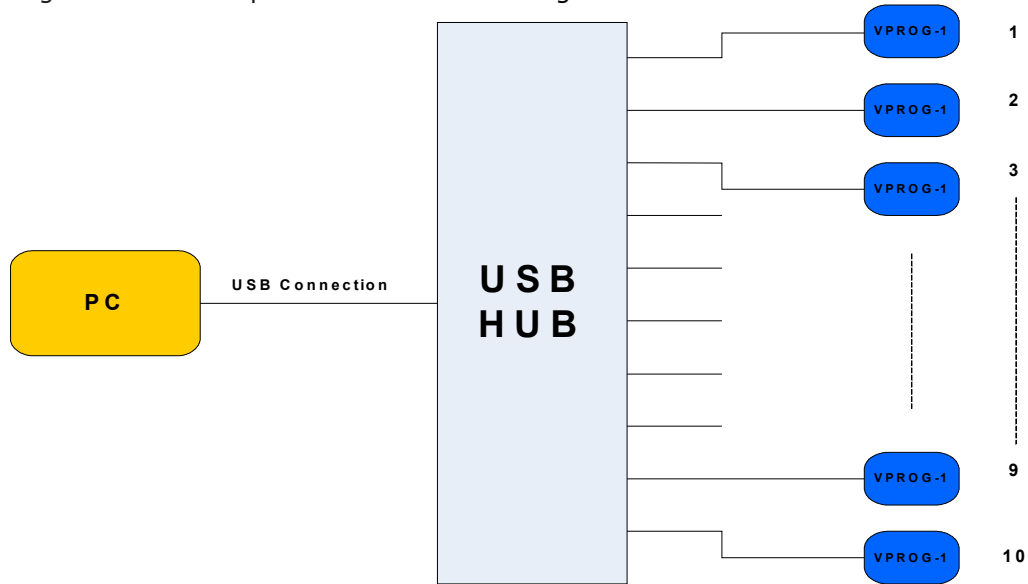 VPROG-1 1
VPROG-1 2
VPROG-1 3
USB Connection
PC
USB
HUB
VPROG-1 9
VPROG-1 10